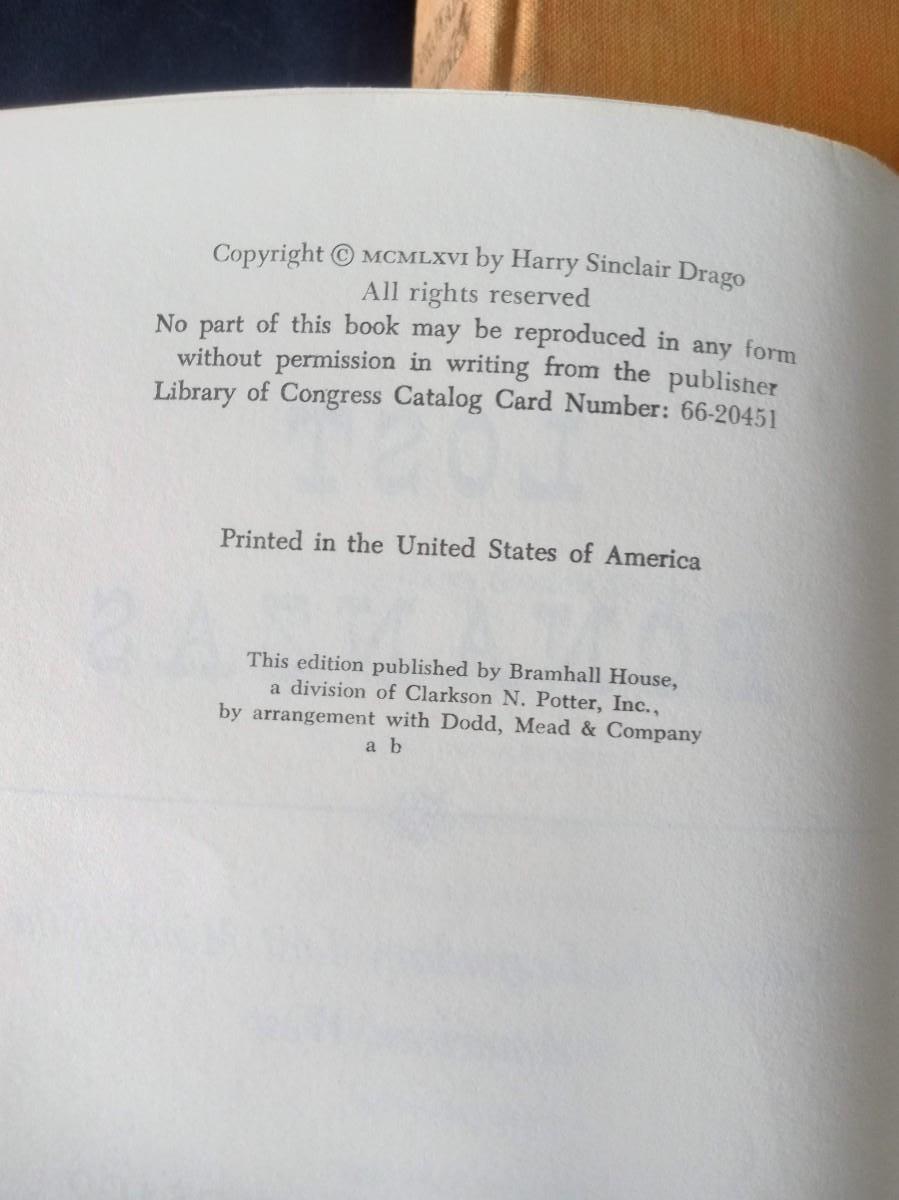 Copyright © MCMLXVI by Harry Sinclair Drago
All rights reserved
No part of this book may be reproduced in any form
without permission in writing from the publisher
Library of Congress Catalog Card Number: 66-20451
LOST
BONANZAS
Printed in the United States of America
This edition published by Bramhall House,
a division of Clarkson N. Potter, Inc.,
by arrangement with Dodd, Mead & Company
a b